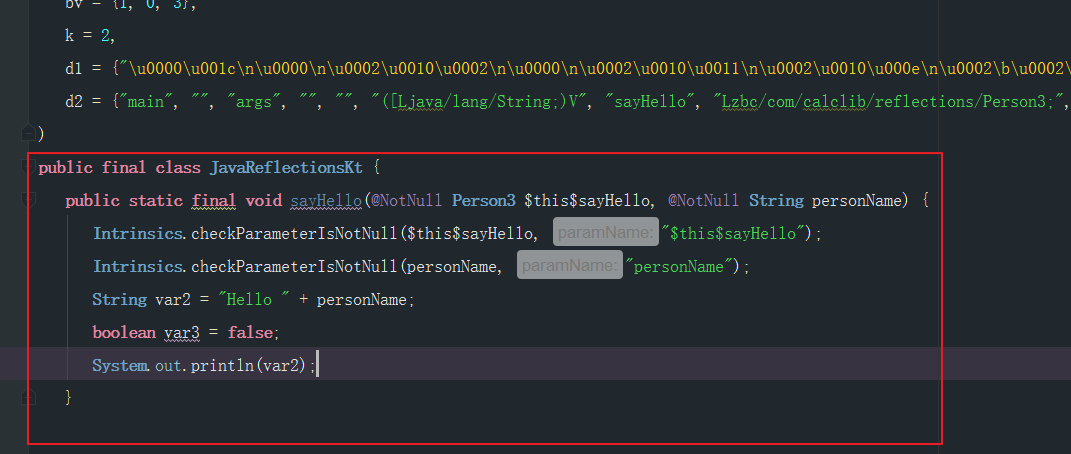 bv = {1, 0, 3},
k = 2,
d1 = {"\u0000\u001c\n\u0000\n\u0002\u0010\u0002\n\u0000\n\u0002\u0010\u0011\n\u0002\u0010\u000e\n\u0002\b\u0002\
d2 = {"main", "", "args", "", "", "([Ljava/lang/String;)V", "sayHello", "Lzbc/com/calclib/reflections/Person3;",
)
public final class JavaReflectionsKt {
public static final void sayHello(@NotNull Person3 $this$sayHello, @NotNull String personName) {
Intrinsics.checkParameterIsNotNull($this$sayHello, paramName: "$this$sayHello");
Intrinsics.checkParameterIsNotNull(personName, paramName: "personName");
String var2 = "Hello " + personName;
boolean var3 = false;
System.out.println(var2);
}